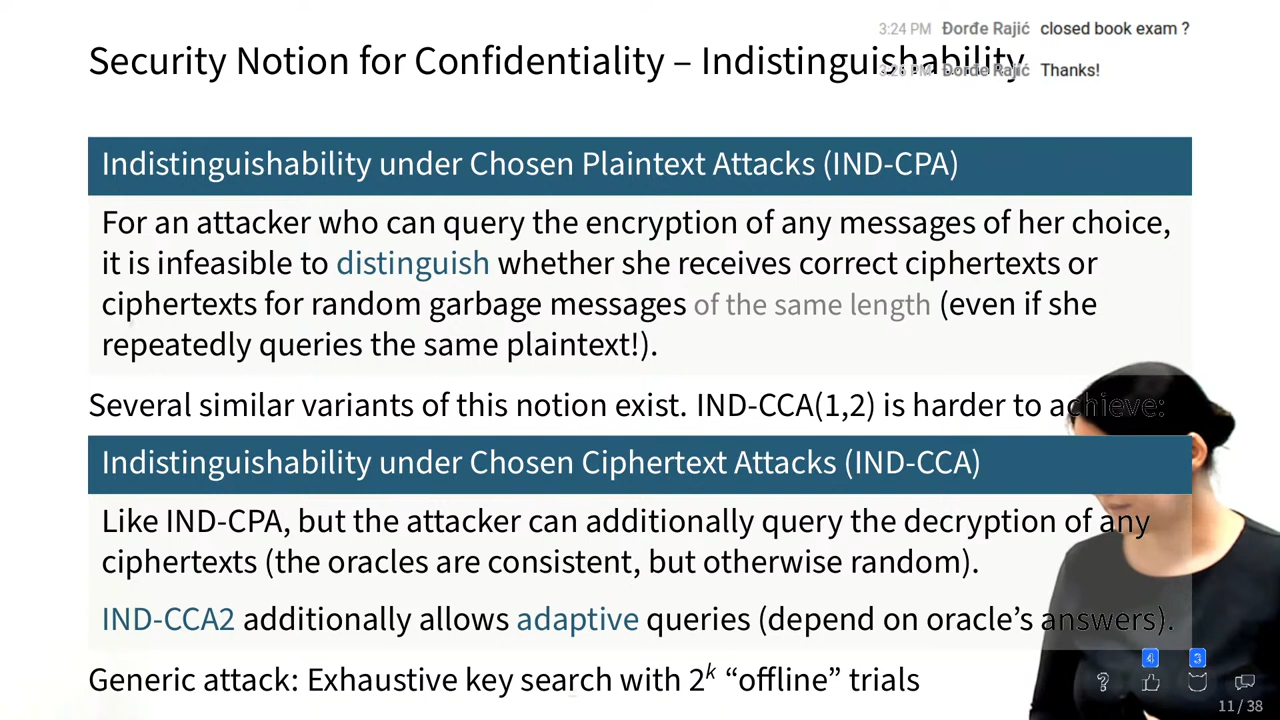 3:24 PM Đorđe Rajić closed book exam ?
Security Notion for Confidentiality – Indistinguishability
3:26 PM Đorđe Rajić Thanks!
Indistinguishability under Chosen Plaintext Attacks (IND-CPA)
For an attacker who can query the encryption of any messages of her choice,
it is infeasible to distinguish whether she receives correct ciphertexts or
ciphertexts for random garbage messages of the same length (even if she
repeatedly queries the same plaintext!).
Several similar variants of this notion exist. IND-CCA(1,2) is harder to achieve:
Indistinguishability under Chosen Ciphertext Attacks (IND-CCA)
Like IND-CPA, but the attacker can additionally query the decryption of any
ciphertexts (the oracles are consistent, but otherwise random).
IND-CCA2 additionally allows adaptive queries (depend on oracle’s answers).
4 3
Generic attack: Exhaustive key search with 2^k “offline” trials
?
11 / 38